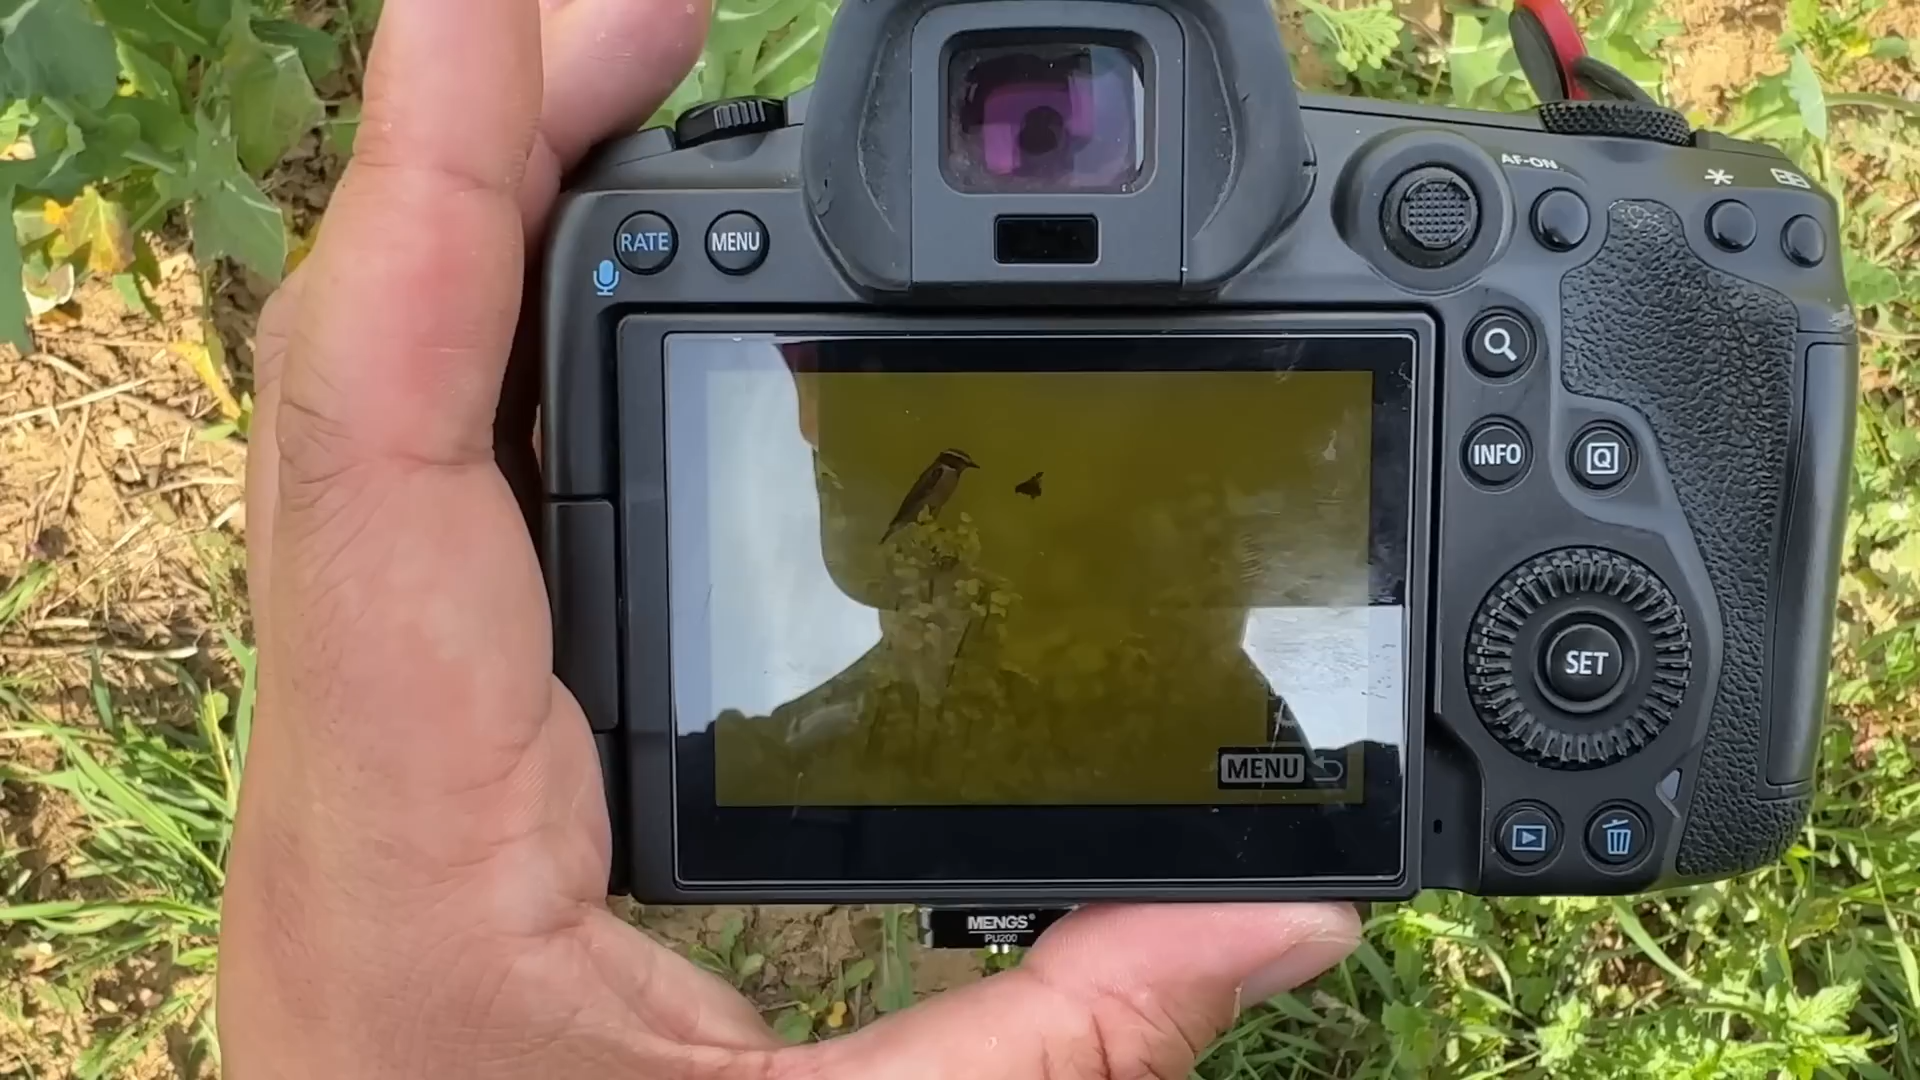 AF-ON
RATE
MENU
INFO
Q
SET
MENU
MENGS®
PU200